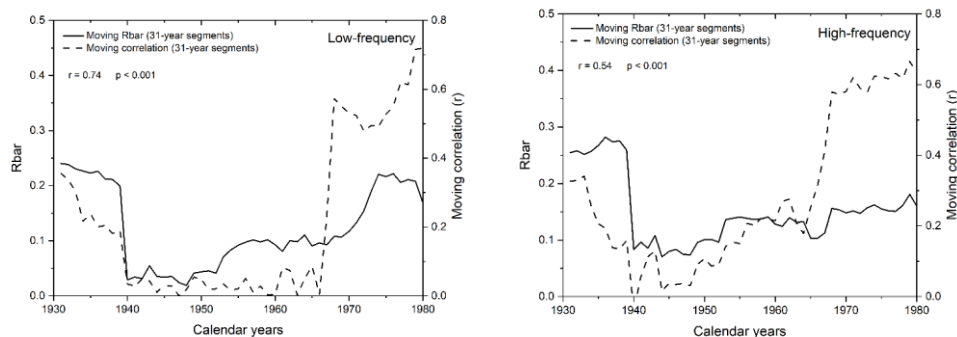 Low-frequency
Moving Rbar (31-year segments)
Moving correlation (31-year segments)
r = 0.74 p < 0.001
0.5
0.4
0.3
0.2
0.1
0.0
Rbar
0.8
0.6
0.4
0.2
0.0
Moving correlation (r)
1930 1940 1950 1960 1970 1980
Calendar years
High-frequency
Moving Rbar (31-year segments)
Moving correlation (31-year segments)
r = 0.54 p < 0.001
0.5
0.4
0.3
0.2
0.1
0.0
Rbar
0.8
0.6
0.4
0.2
0.0
Moving correlation (r)
1930 1940 1950 1960 1970 1980
Calendar years